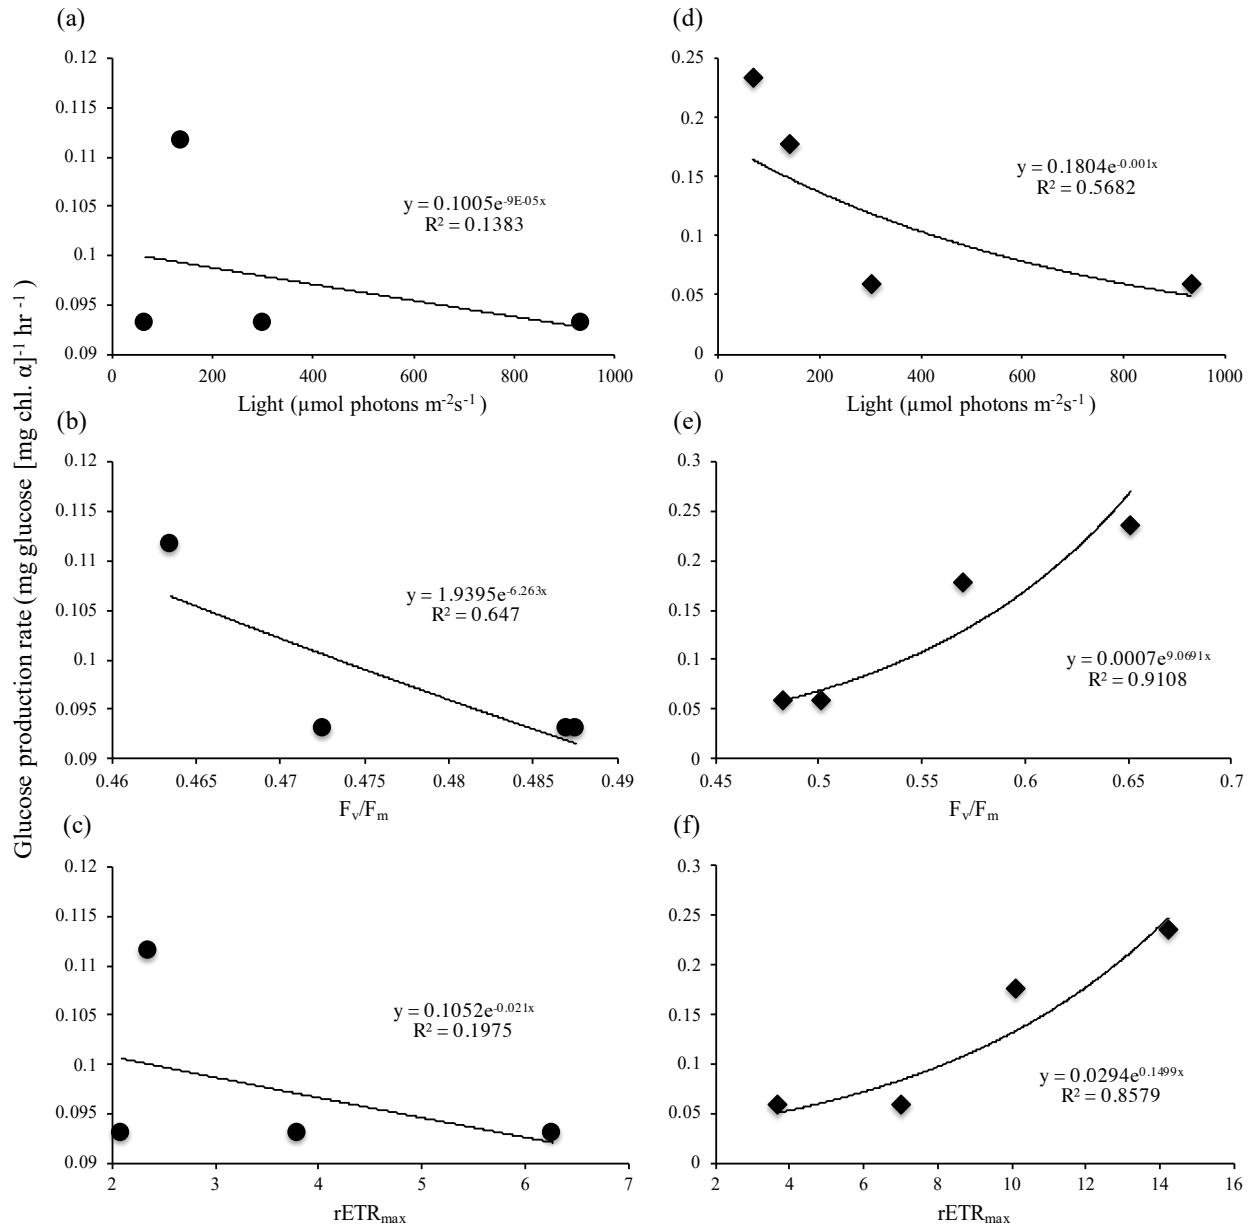 Glucose production rate (mg glucose [mg chl. α]⁻¹ hr⁻¹)
(a)
0.12
0.115
0.11
0.105
0.1
0.095
0.09
y = 0.1005e^-9E-05x
R² = 0.1383
0 200 400 600 800 1000
Light (µmol photons m⁻²s⁻¹)
(d)
0.25
0.2
0.15
0.1
0.05
0
y = 0.1804e^-0.001x
R² = 0.5682
0 200 400 600 800 1000
Light (µmol photons m⁻²s⁻¹)
(b)
0.12
0.115
0.11
0.105
0.1
0.095
0.09
y = 1.9395e^-6.263x
R² = 0.647
0.46 0.465 0.47 0.475 0.48 0.485 0.49
Fᵥ/Fₘ
(e)
0.3
0.25
0.2
0.15
0.1
0.05
0
y = 0.0007e^9.0691x
R² = 0.9108
0.45 0.5 0.55 0.6 0.65 0.7
Fᵥ/Fₘ
(c)
0.12
0.115
0.11
0.105
0.1
0.095
0.09
y = 0.1052e^-0.021x
R² = 0.1975
2 3 4 5 6 7
rETRₘₐₓ
(f)
0.3
0.25
0.2
0.15
0.1
0.05
0
y = 0.0294e^0.1499x
R² = 0.8579
2 4 6 8 10 12 14 16
rETRₘₐₓ